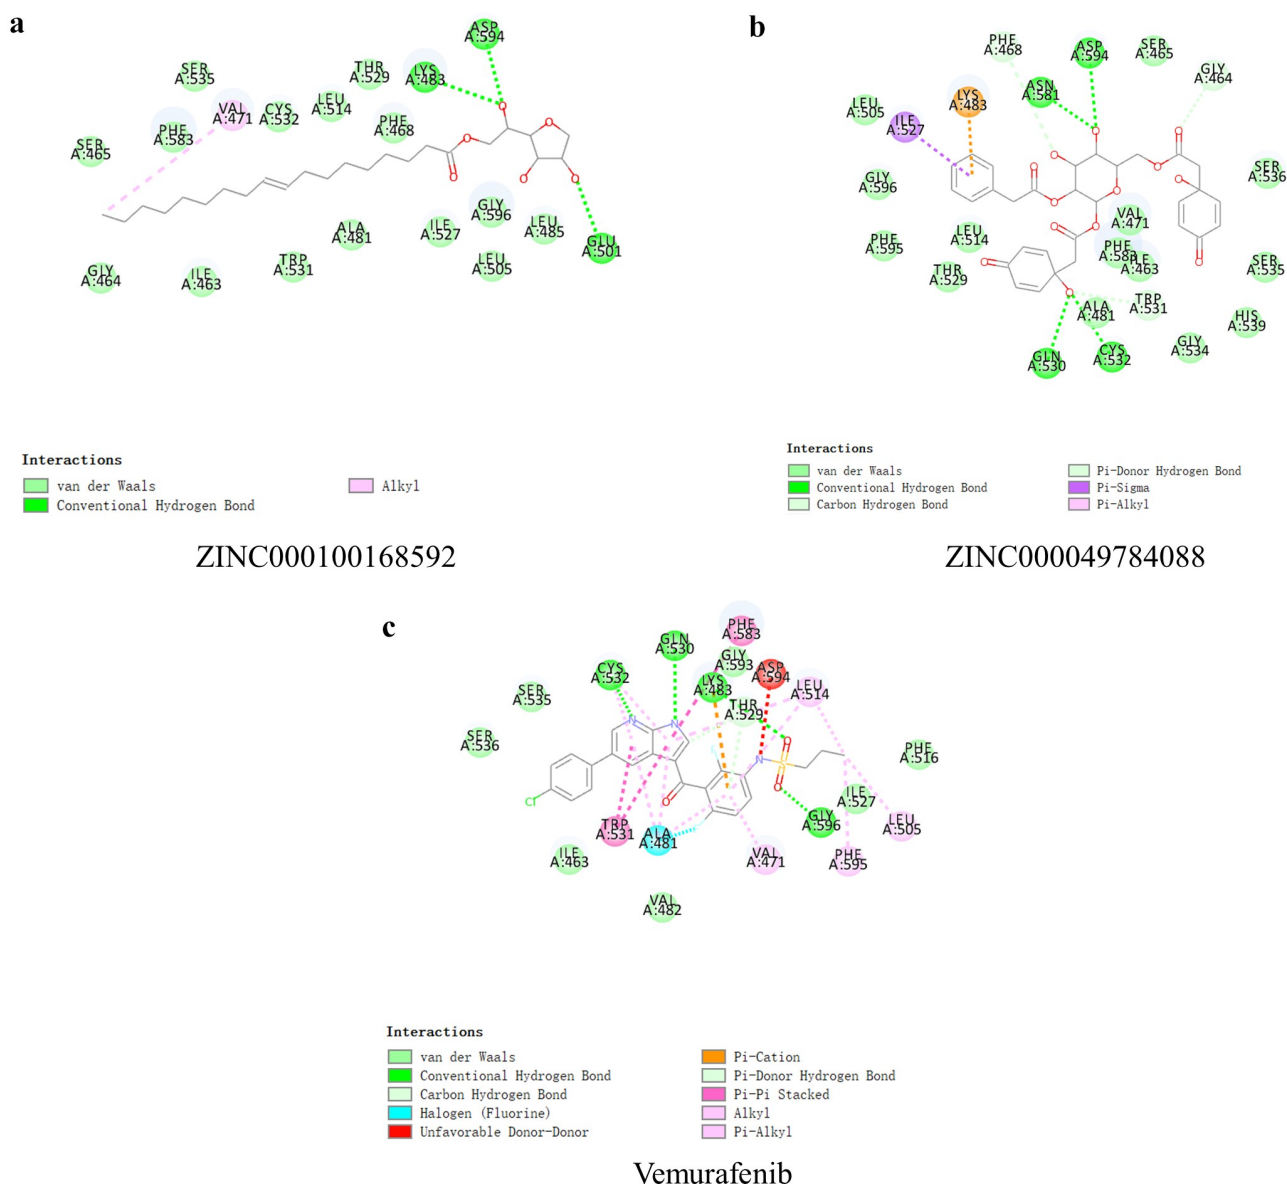 a
ASP
A:594
LYS
A:483
THR
A:529
SER
A:535
LEU
A:514
VAL
A:471
CYS
A:532
PHE
A:468
PHE
A:583
SER
A:465
O
O
O
O
O
O
GLY
A:596
ILE
A:527
LEU
A:485
ALA
A:481
GLU
A:501
TRP
A:531
LEU
A:505
GLY
A:464
ILE
A:463
Interactions
van der Waals
Conventional Hydrogen Bond
Alkyl
ZINC000100168592
b
PHE
A:468
ASP
A:594
SER
A:465
GLY
A:464
LYS
A:483
ASN
A:581
LEU
A:505
ILE
A:527
SER
A:536
GLY
A:596
O
O
O
O
O
O
O
O
O
O
O
O
O
VAL
A:471
LEU
A:514
PHE
A:595
PHE
A:583
ILE
A:463
SER
A:535
THR
A:529
ALA
A:481
TRP
A:531
HIS
A:539
GLY
A:534
GLN
A:530
CYS
A:532
Interactions
van der Waals
Conventional Hydrogen Bond
Carbon Hydrogen Bond
Pi-Donor Hydrogen Bond
Pi-Sigma
Pi-Alkyl
ZINC000049784088
c
PHE
A:583
GLN
A:530
GLY
A:593
CYS
A:532
ASP
A:594
LYS
A:483
LEU
A:514
SER
A:535
THR
A:529
SER
A:536
PHE
A:516
N
N
N
O
S
O
O
Cl
ILE
A:527
GLY
A:596
LEU
A:505
TRP
A:531
ALA
A:481
ILE
A:463
VAL
A:471
PHE
A:595
VAL
A:482
Interactions
van der Waals
Conventional Hydrogen Bond
Carbon Hydrogen Bond
Halogen (Fluorine)
Unfavorable Donor-Donor
Pi-Cation
Pi-Donor Hydrogen Bond
Pi-Pi Stacked
Alkyl
Pi-Alkyl
Vemurafenib